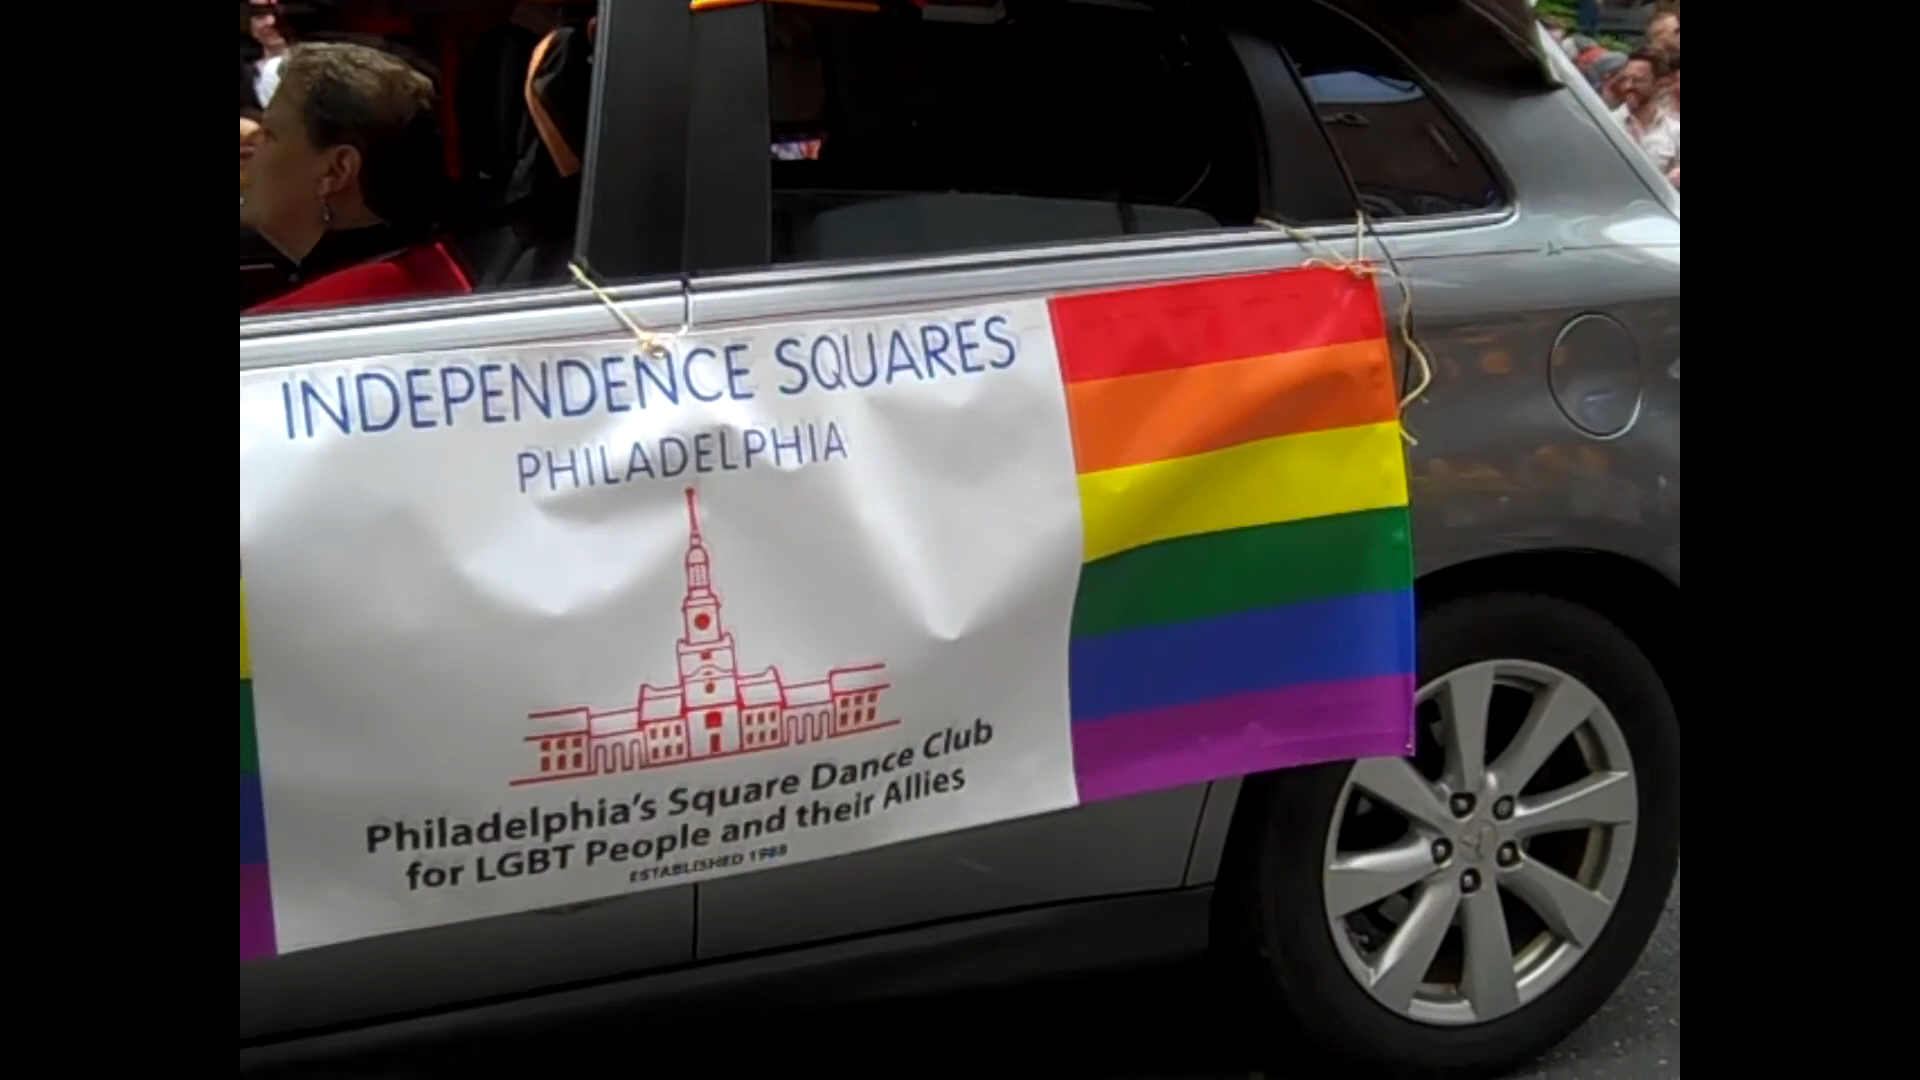 INDEPENDENCE SQUARES
PHILADELPHIA
Philadelphia's Square Dance Club
for LGBT People and their Allies
ESTABLISHED 1988